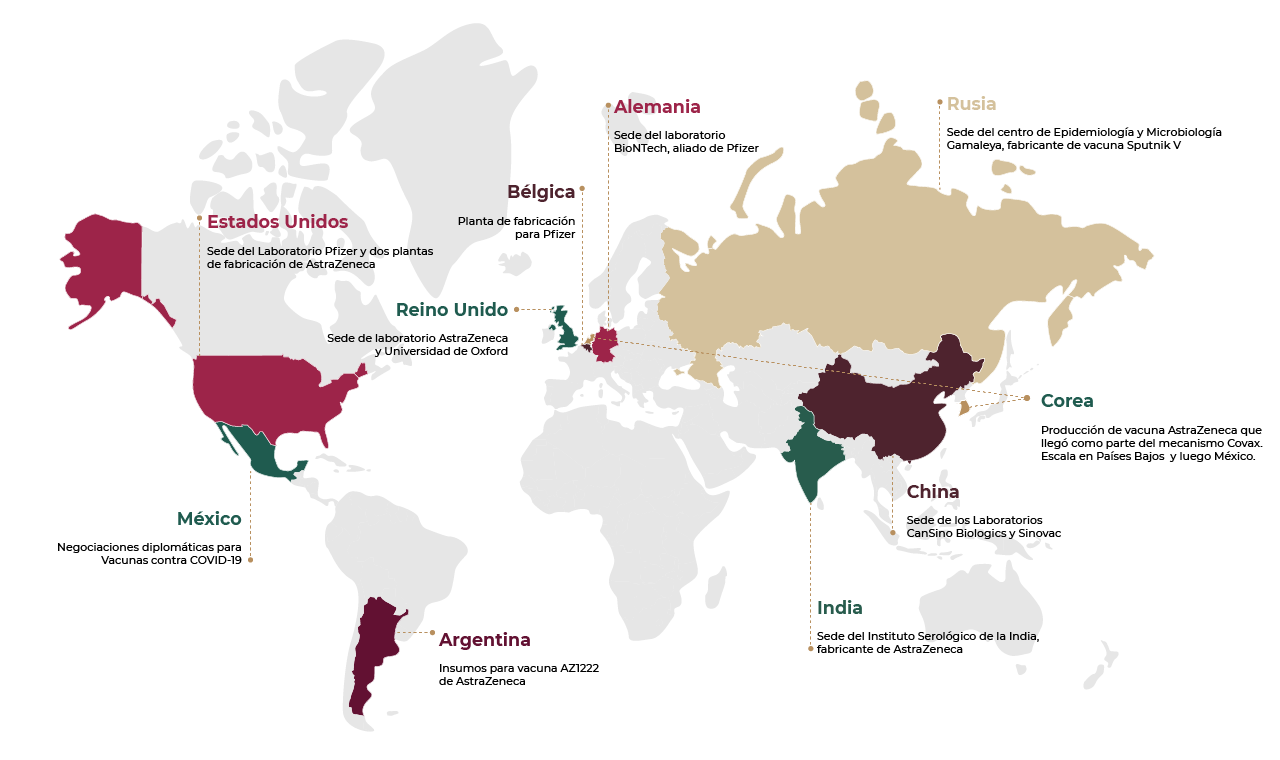 Alemania
Sede del laboratorio
BioNTech, aliado de Pfizer
Rusia
Sede del centro de Epidemiología y Microbiología
Gamaleya, fabricante de vacuna Sputnik V
Bélgica
Planta de fabricación
para Pfizer
Estados Unidos
Sede del Laboratorio Pfizer y dos plantas
de fabricación de AstraZeneca
Reino Unido
Sede de laboratorio AstraZeneca
y Universidad de Oxford
Corea
Producción de vacuna AstraZeneca que
llegó como parte del mecanismo Covax.
Escala en Países Bajos y luego México.
China
Sede de los Laboratorios
CanSino Biologics y Sinovac
México
Negociaciones diplomáticas para
Vacunas contra COVID-19
India
Sede del Instituto Serológico de la India,
fabricante de AstraZeneca
Argentina
Insumos para vacuna AZ1222
de AstraZeneca